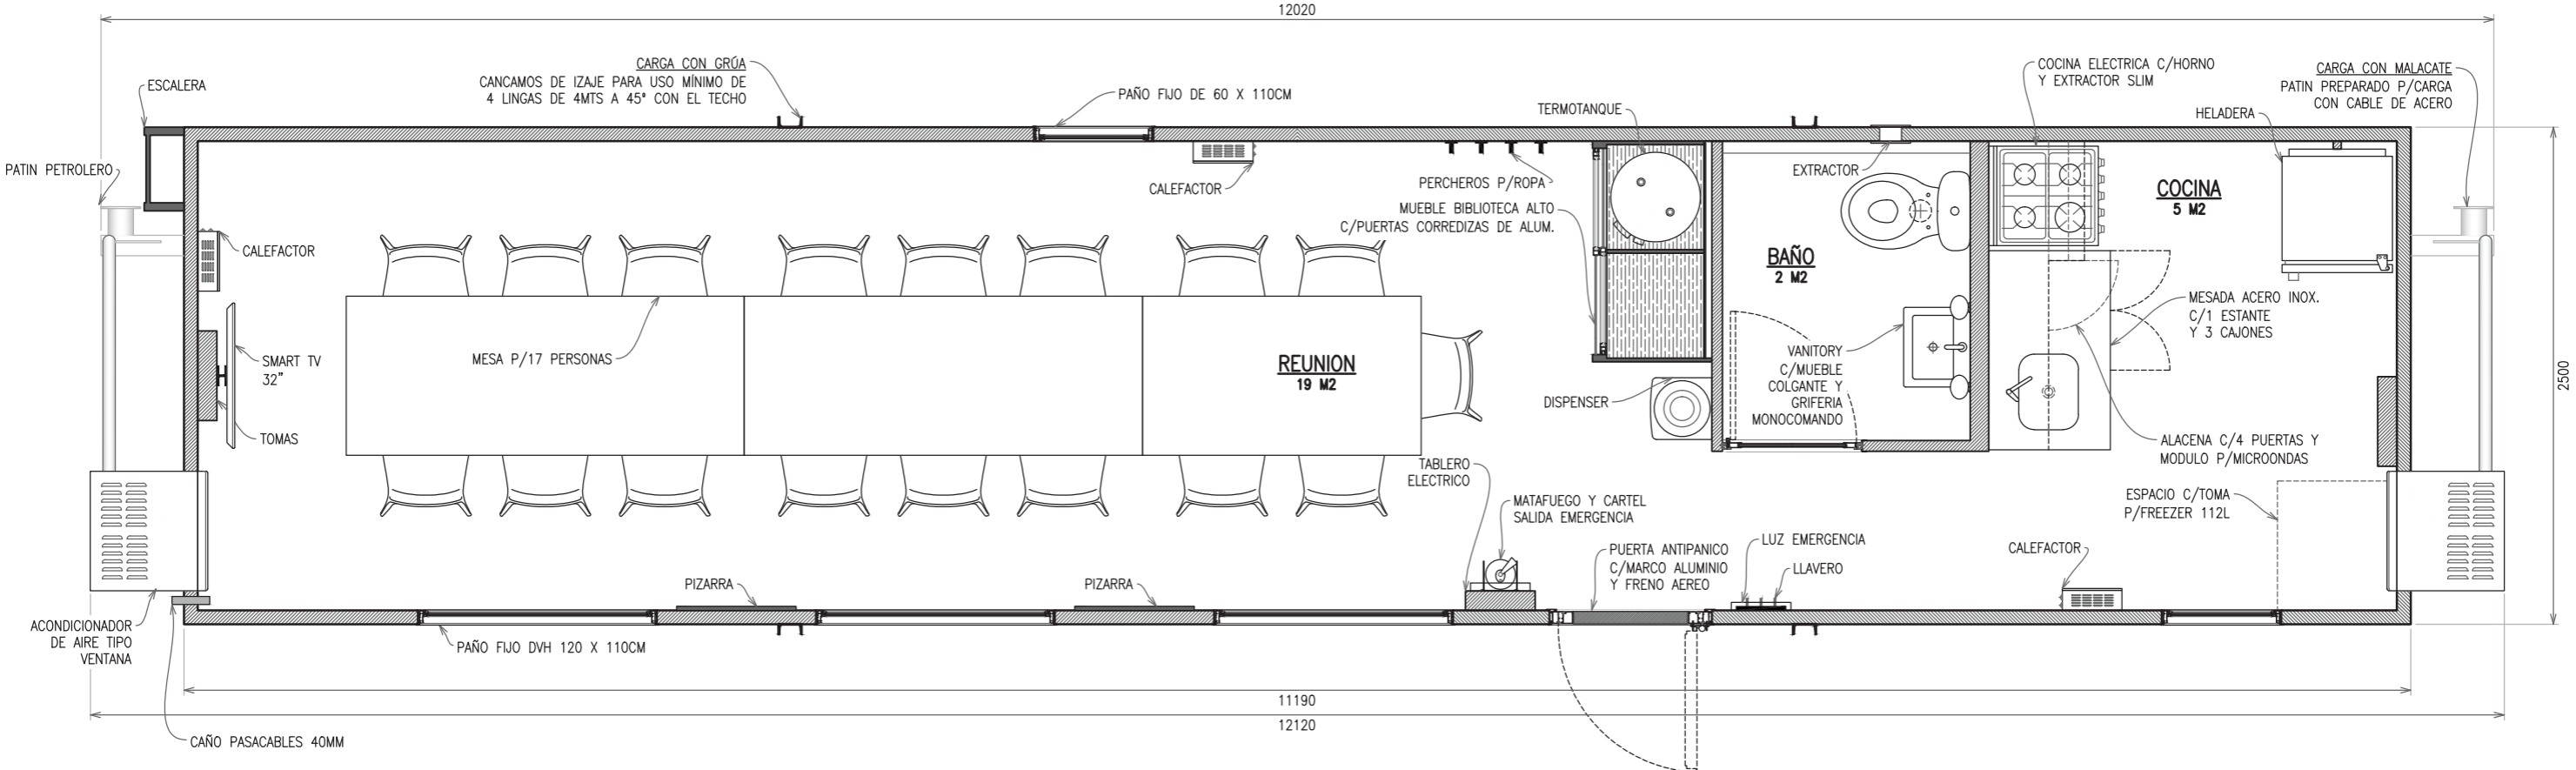 12020
ESCALERA
CARGA CON GRÚA
CANCAMOS DE IZAJE PARA USO MÍNIMO DE
4 LINGAS DE 4MTS A 45° CON EL TECHO
PAÑO FIJO DE 60 X 110CM
TERMOTANQUE
COCINA ELECTRICA C/HORNO
Y EXTRACTOR SLIM
CARGA CON MALACATE
PATIN PREPARADO P/CARGA
CON CABLE DE ACERO
HELADERA
PATIN PETROLERO
CALEFACTOR
PERCHEROS P/ROPA
EXTRACTOR
COCINA
5 M2
MUEBLE BIBLIOTECA ALTO
C/PUERTAS CORREDIZAS DE ALUM.
CALEFACTOR
BAÑO
2 M2
MESADA ACERO INOX.
C/1 ESTANTE
Y 3 CAJONES
SMART TV
32"
MESA P/17 PERSONAS
REUNION
19 M2
VANITORY
C/MUEBLE
COLGANTE Y
GRIFERIA
MONOCOMANDO
2500
DISPENSER
TOMAS
ALACENA C/4 PUERTAS Y
MODULO P/MICROONDAS
TABLERO
ELECTRICO
MATAFUEGO Y CARTEL
SALIDA EMERGENCIA
ESPACIO C/TOMA
P/FREEZER 112L
PUERTA ANTIPANICO
C/MARCO ALUMINIO
Y FRENO AEREO
LUZ EMERGENCIA
LLAVERO
CALEFACTOR
PIZARRA
PIZARRA
ACONDICIONADOR
DE AIRE TIPO
VENTANA
PAÑO FIJO DVH 120 X 110CM
11190
12120
CAÑO PASACABLES 40MM